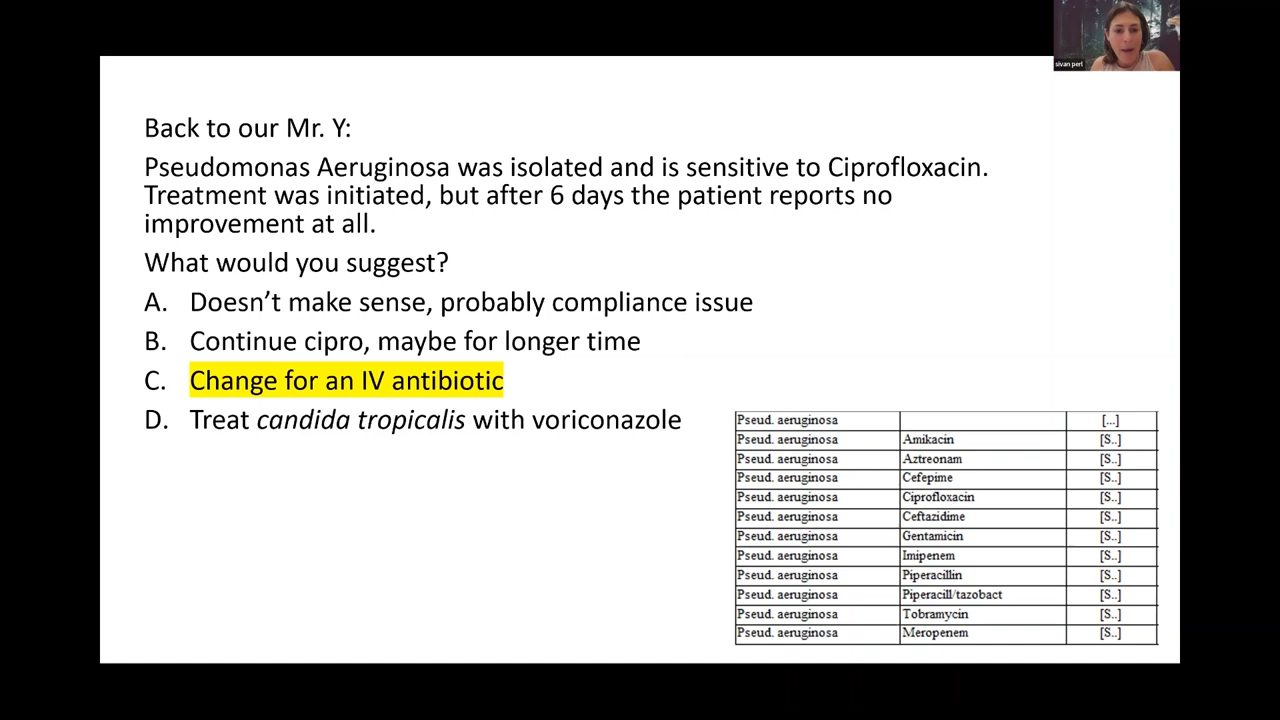 sivan perl
Back to our Mr. Y:
Pseudomonas Aeruginosa was isolated and is sensitive to Ciprofloxacin.
Treatment was initiated, but after 6 days the patient reports no
improvement at all.
What would you suggest?
A. Doesn’t make sense, probably compliance issue
B. Continue cipro, maybe for longer time
C. Change for an IV antibiotic
D. Treat candida tropicalis with voriconazole
Pseud. aeruginosa [...]
Pseud. aeruginosa Amikacin [S..]
Pseud. aeruginosa Aztreonam [S..]
Pseud. aeruginosa Cefepime [S..]
Pseud. aeruginosa Ciprofloxacin [S..]
Pseud. aeruginosa Ceftazidime [S..]
Pseud. aeruginosa Gentamicin [S..]
Pseud. aeruginosa Imipenem [S..]
Pseud. aeruginosa Piperacillin [S..]
Pseud. aeruginosa Piperacill/tazobact [S..]
Pseud. aeruginosa Tobramycin [S..]
Pseud. aeruginosa Meropenem [S..]